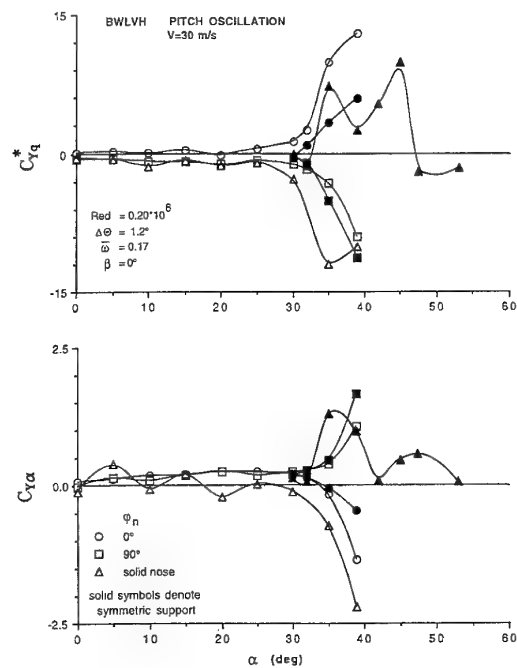 BWLVH PITCH OSCILLATION
V=30 m/s
15
C*Yq
0
Red = 0.20*10^6
ΔΘ = 1.2°
ω̄ = 0.17
β = 0°
-15
0 10 20 30 40 50 60
2.5
CYα
0.0
φn
0°
90°
solid nose
solid symbols denote
symmetric support
-2.5
0 10 20 30 40 50 60
α (deg)